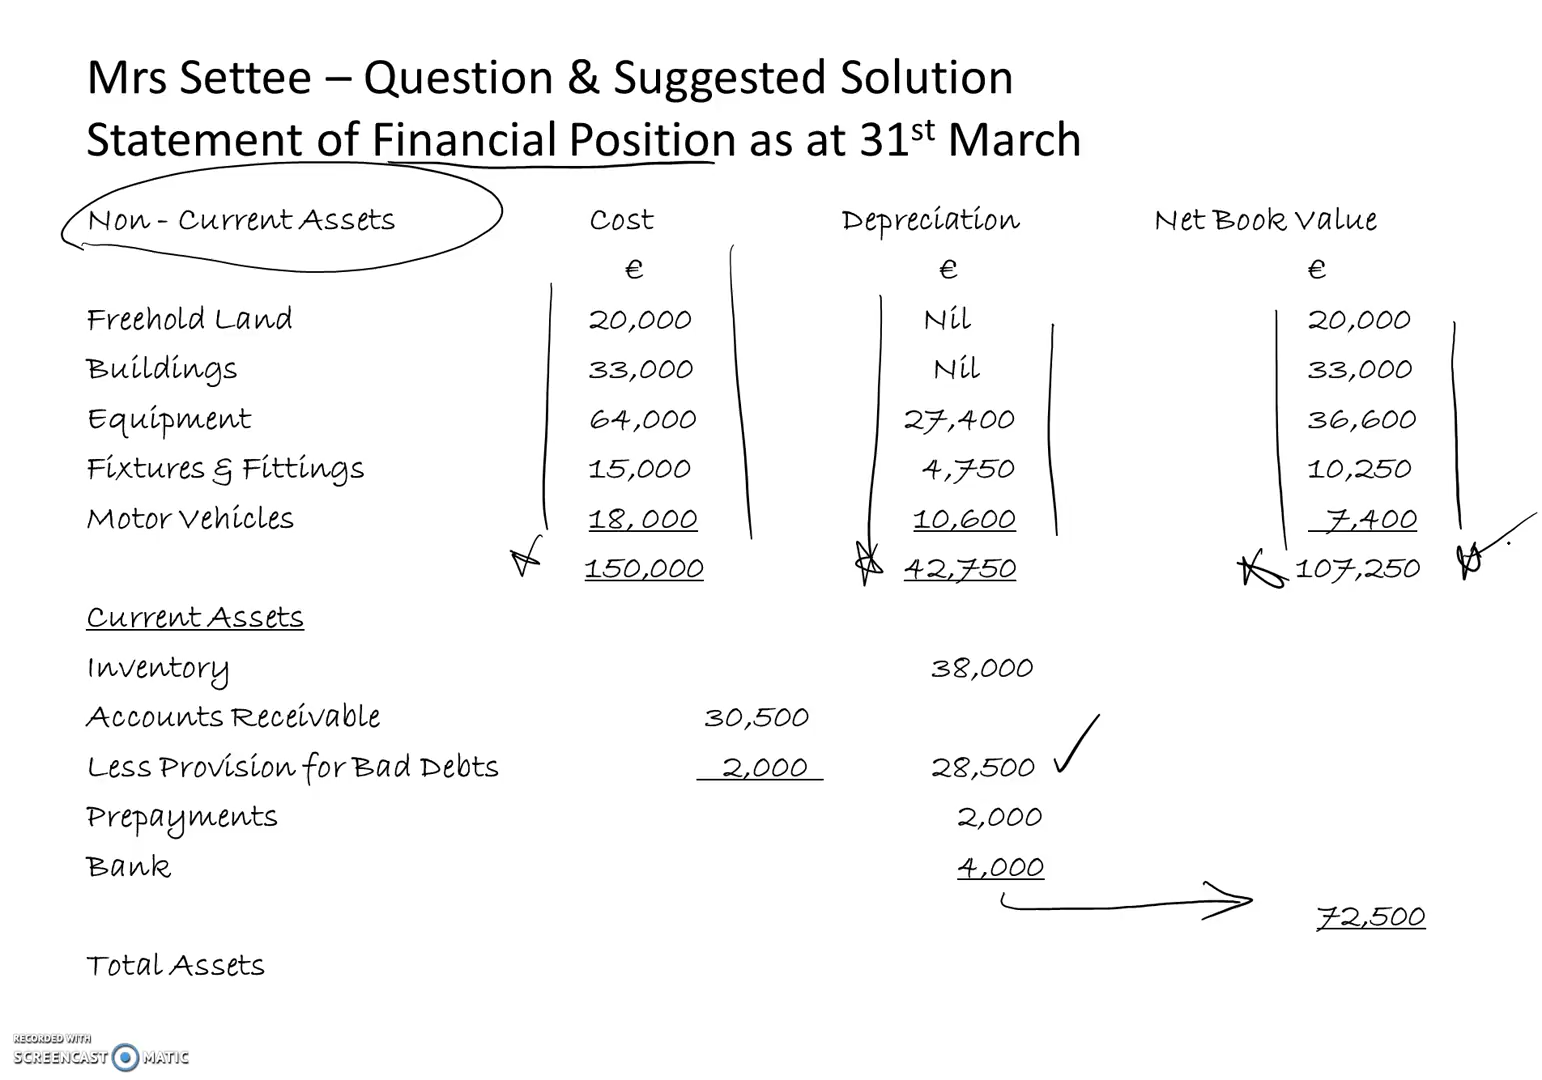 Mrs Settee – Question & Suggested Solution
Statement of Financial Position as at 31st March
Non - Current Assets Cost Depreciation Net Book Value
€ € €
Freehold Land 20,000 Nil 20,000
Buildings 33,000 Nil 33,000
Equipment 64,000 27,400 36,600
Fixtures & Fittings 15,000 4,750 10,250
Motor Vehicles 18,000 10,600 7,400
150,000 42,750 107,250
Current Assets
Inventory 38,000
Accounts Receivable 30,500
Less Provision for Bad Debts 2,000 28,500
Prepayments 2,000
Bank 4,000
72,500
Total Assets
RECORDED WITH
SCREENCAST MATIC